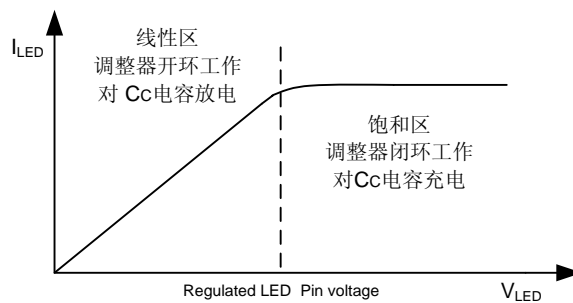 I_LED
线性区
调整器开环工作
对 Cc电容放电
饱和区
调整器闭环工作
对Cc电容充电
Regulated LED Pin voltage
V_LED